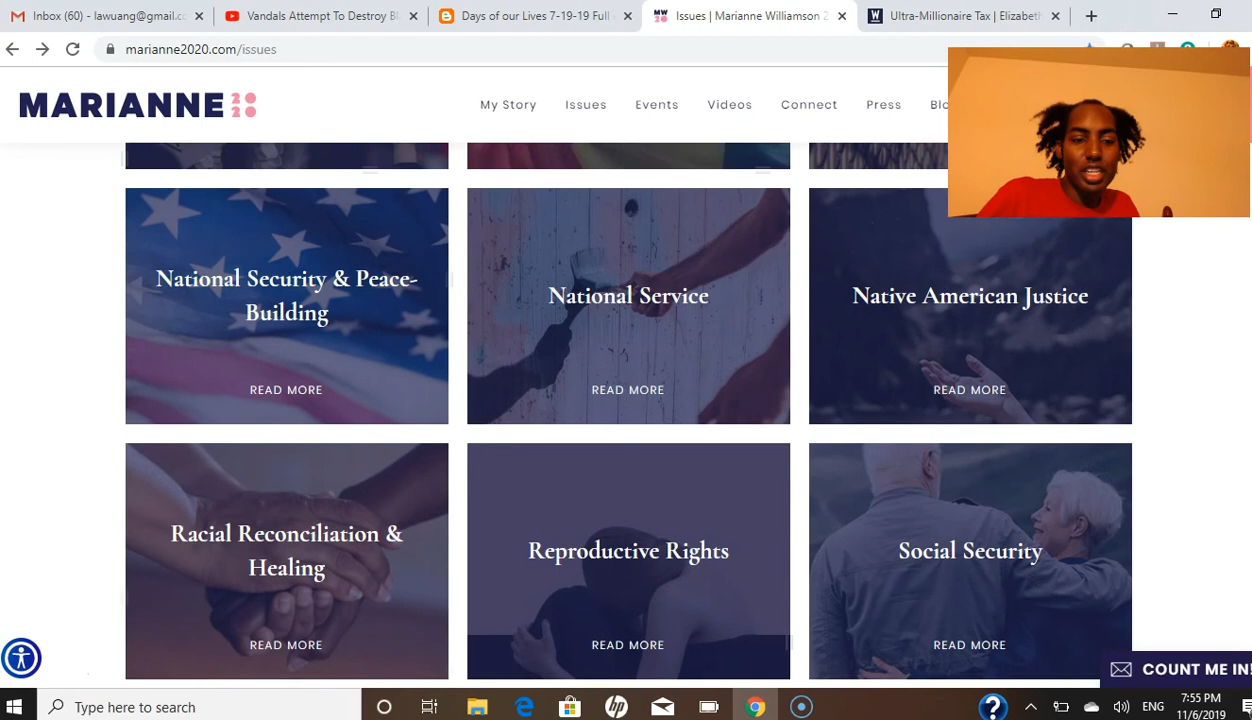 Inbox (60) - lawuang@gmail.co
Vandals Attempt To Destroy Bl
Days of our Lives 7-19-19 Full
Issues | Marianne Williamson 2
Ultra-Millionaire Tax | Elizabeth
marianne2020.com/issues
MARIANNE 2020
My Story
Issues
Events
Videos
Connect
Press
Blo
National Security & Peace-
Building
READ MORE
National Service
READ MORE
Native American Justice
READ MORE
Racial Reconciliation &
Healing
READ MORE
Reproductive Rights
READ MORE
Social Security
READ MORE
COUNT ME IN!
Type here to search
ENG
7:55 PM
11/6/2019